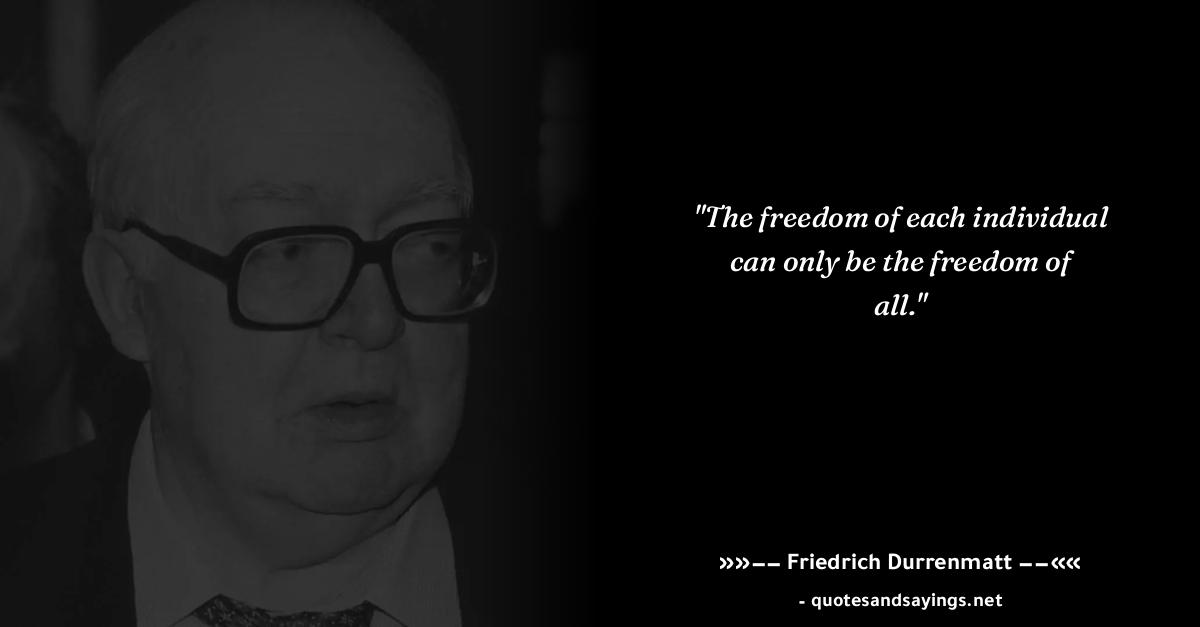 "The freedom of each individual
can only be the freedom of
all."
»»–– Friedrich Durrenmatt ––««
- quotesandsayings.net